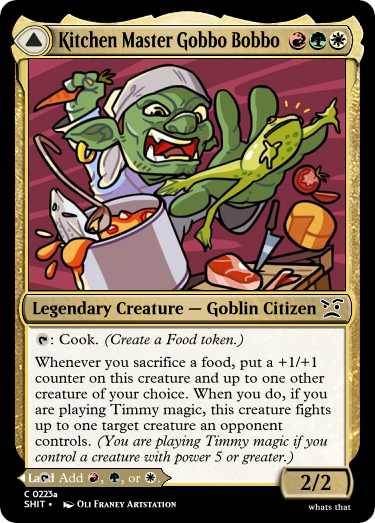 Kitchen Master Gobbo Bobbo
Legendary Creature — Goblin Citizen
: Cook. (Create a Food token.)
Whenever you sacrifice a food, put a +1/+1
counter on this creature and up to one other
creature of your choice. When you do, if you
are playing Timmy magic, this creature fights
up to one target creature an opponent
controls. (You are playing Timmy magic if you
control a creature with power 5 or greater.)
Land Add , , or .
2/2
C 0223a
SHIT • Oli Franey Artstation
whats that